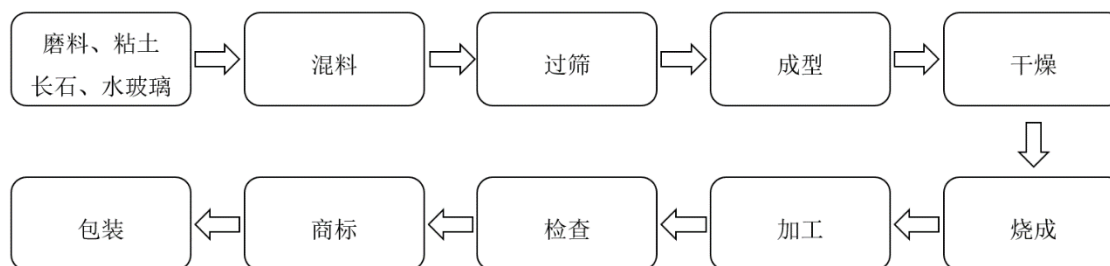 磨料、粘土
长石、水玻璃
混料
过筛
成型
干燥
烧成
加工
检查
商标
包装